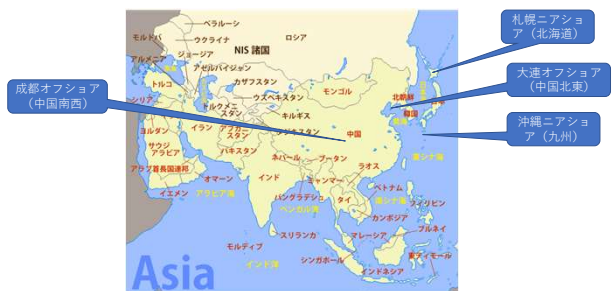 札幌ニアショ
ア（北海道）
大連オフショア
（中国北東）
沖縄ニアショ
ア（九州）
成都オフショア
（中国南西）
ベラルーシ
ウクライナ
モルドバ
ジョージア
アルメニア
アゼルバイジャン
NIS 諸国
ロシア
カザフスタン
モンゴル
トルコ
ウズベキスタン
トルクメニ
スタン
キルギス
北朝鮮
韓国
中国
シリア
イラン
アフガニ
スタン
ヨルダン
サウジ
アラビア
パキスタン
ネパール
ブータン
東シナ海
アラブ首長国連邦
オマーン
インド
ミャンマー
ラオス
イエメン
アラビア海
バングラデシュ
ベンガル湾
タイ
ベトナム
南シナ海
フィリピン
カンボジア
スリランカ
モルディブ
マレーシア
ブルネイ
シンガポール
東ティモール
インド洋
インドネシア
Asia